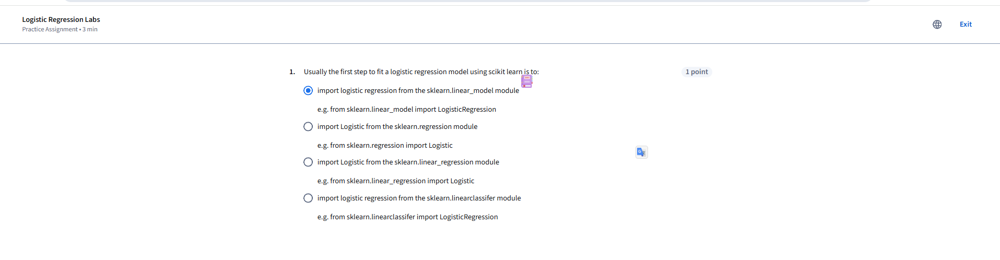 Logistic Regression Labs
Practice Assignment • 3 min
Exit
1. Usually the first step to fit a logistic regression model using scikit learn is to:
1 point
import logistic regression from the sklearn.linear_model module
e.g. from sklearn.linear_model import LogisticRegression
import Logistic from the sklearn.regression module
e.g. from sklearn.regression import Logistic
import Logistic from the sklearn.linear_regression module
e.g. from sklearn.linear_regression import Logistic
import logistic regression from the sklearn.linearclassifer module
e.g. from sklearn.linearclassifer import LogisticRegression